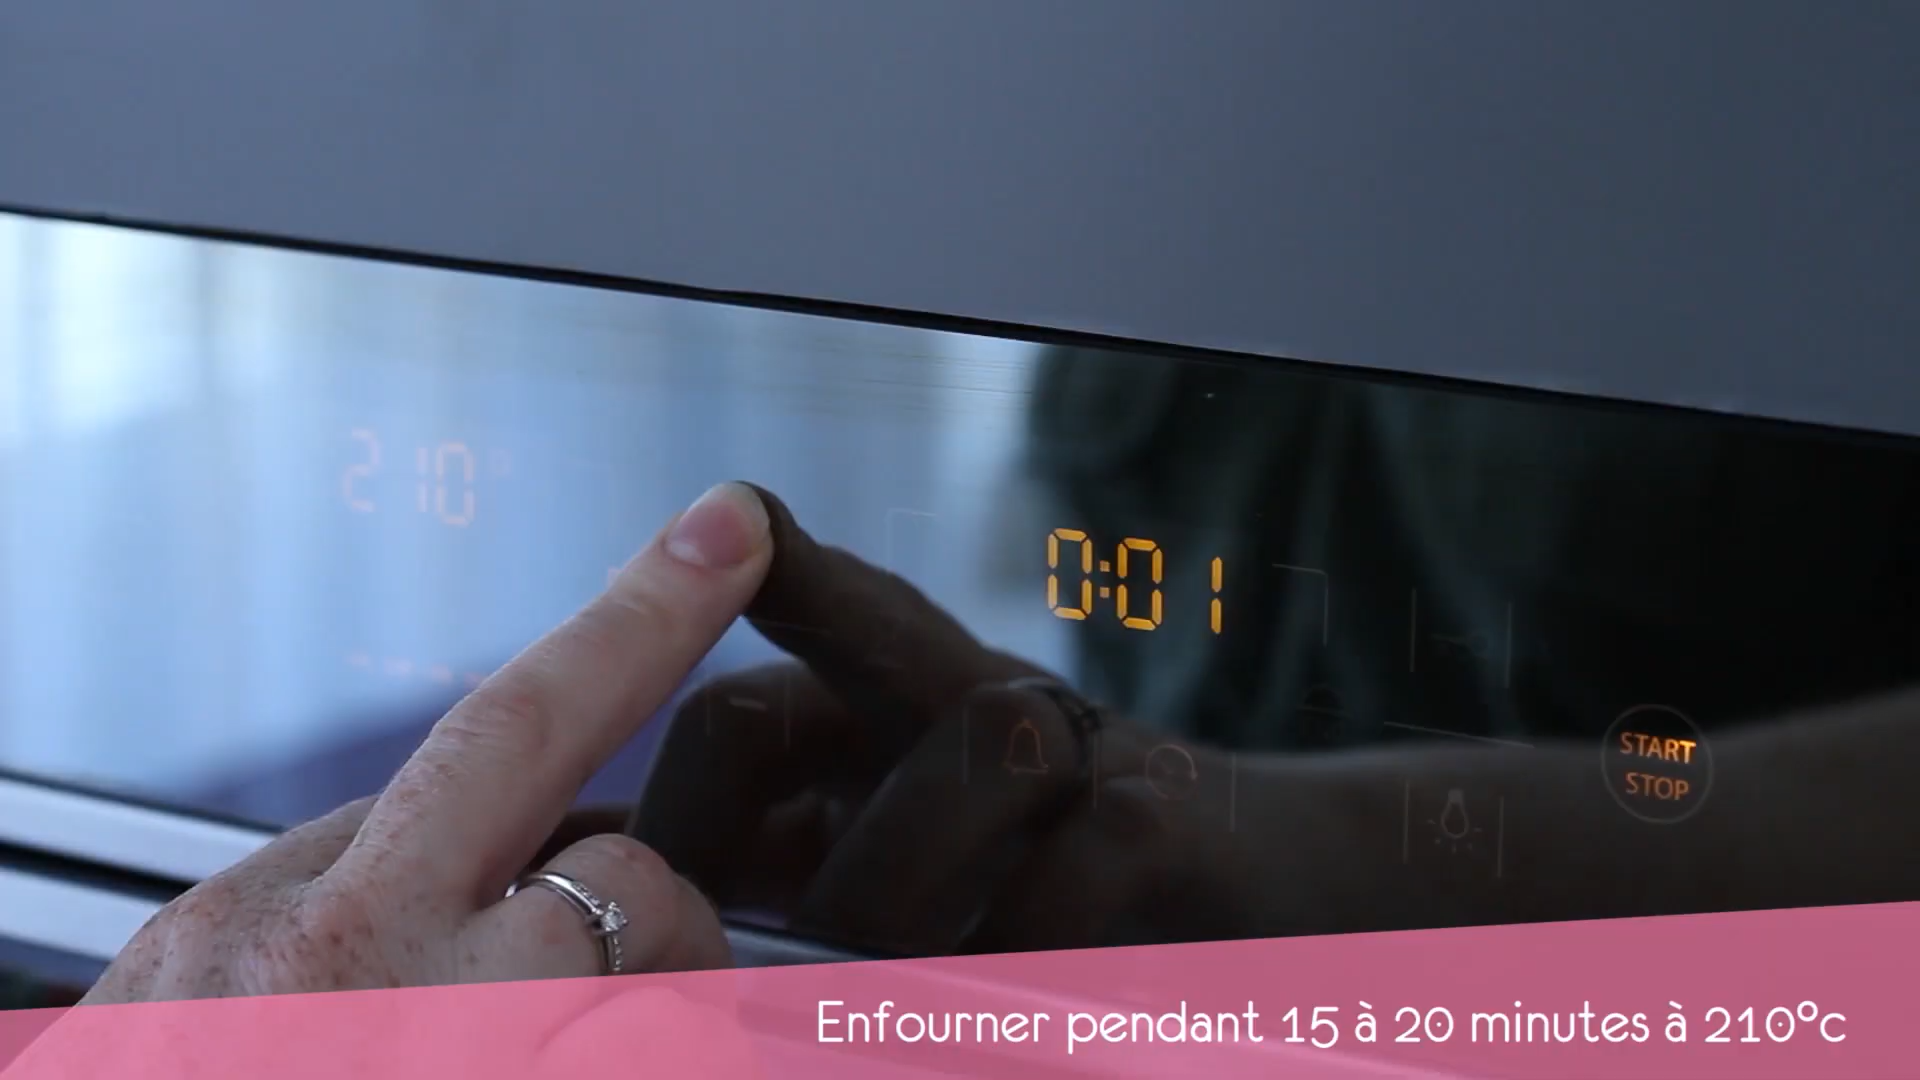 210°
0:01
START
STOP
Enfourner pendant 15 à 20 minutes à 210°c